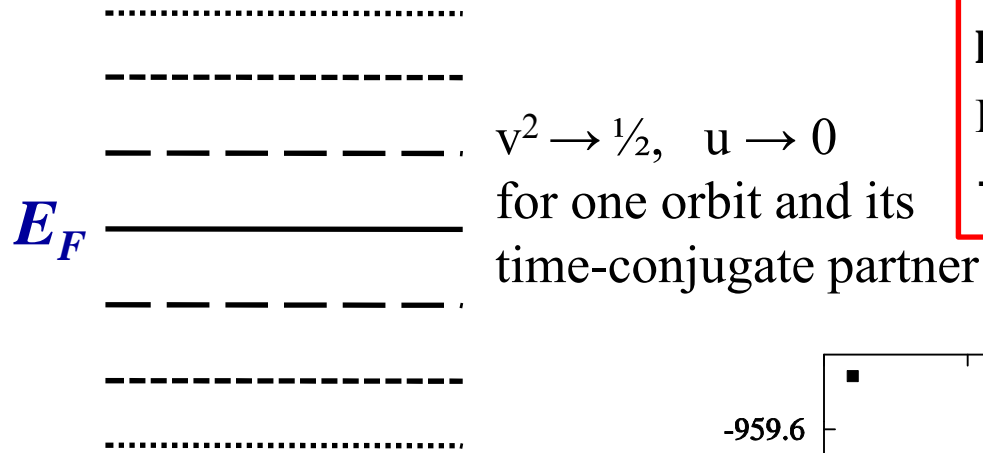 v² → ½, u → 0
for one orbit and its
E_F
time-conjugate partner
-959.6